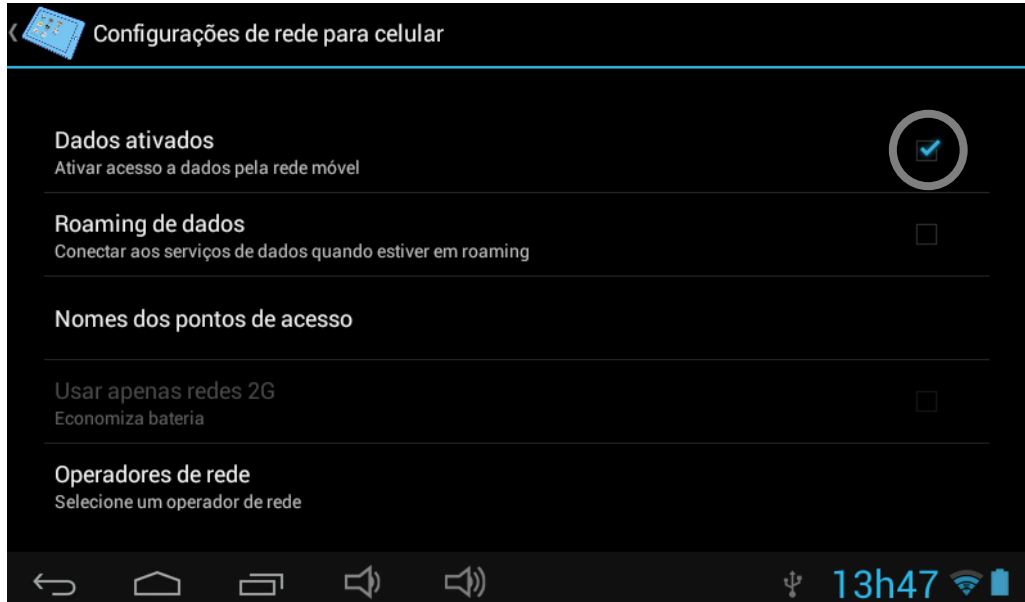 Configurações de rede para celular
Dados ativados
Ativar acesso a dados pela rede móvel
Roaming de dados
Conectar aos serviços de dados quando estiver em roaming
Nomes dos pontos de acesso
Usar apenas redes 2G
Economiza bateria
Operadores de rede
Selecione um operador de rede
13h47